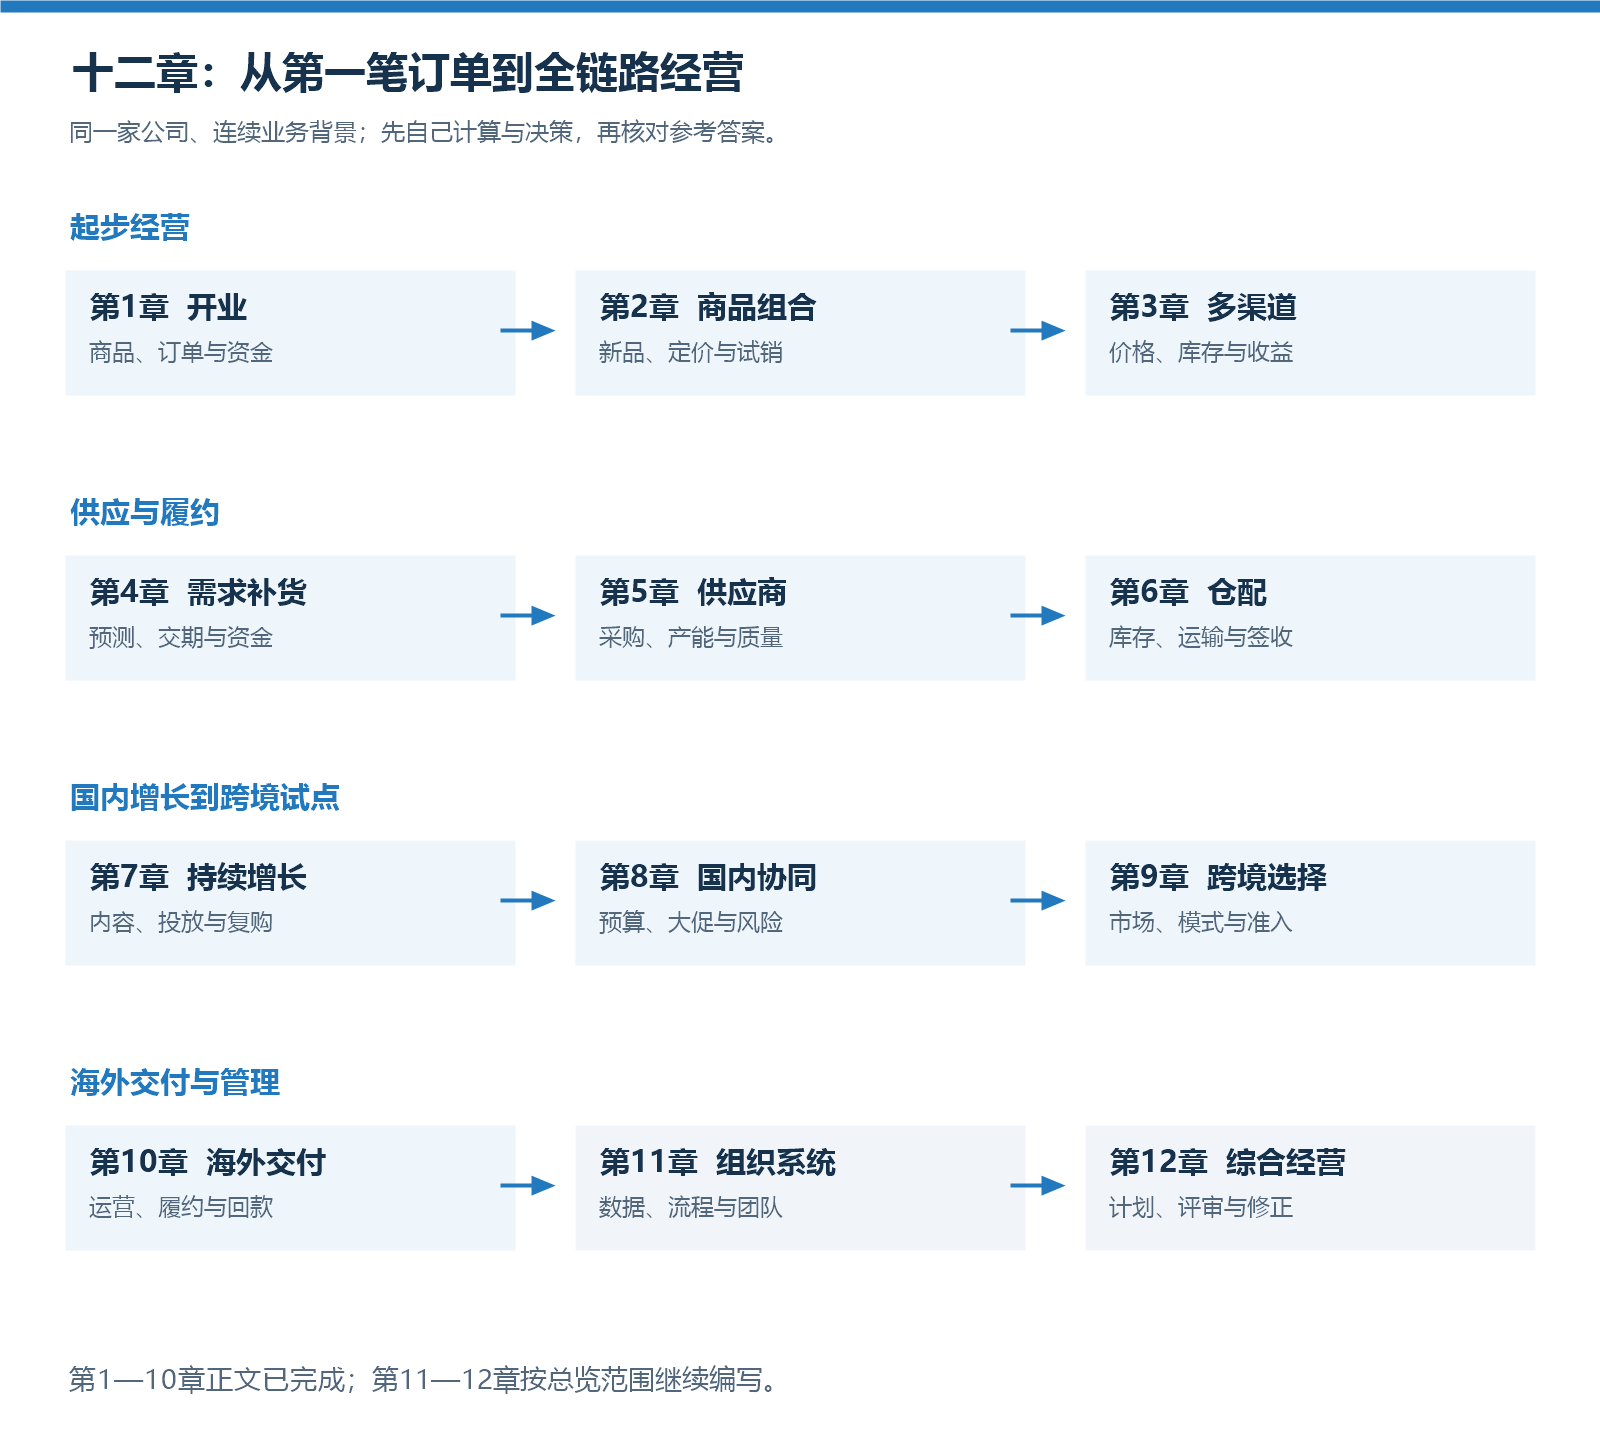 十二章：从第一笔订单到全链路经营
同一家公司、连续业务背景；先自己计算与决策，再核对参考答案。
起步经营
第1章 开业
商品、订单与资金
第2章 商品组合
新品、定价与试销
第3章 多渠道
价格、库存与收益
供应与履约
第4章 需求补货
预测、交期与资金
第5章 供应商
采购、产能与质量
第6章 仓配
库存、运输与签收
国内增长到跨境试点
第7章 持续增长
内容、投放与复购
第8章 国内协同
预算、大促与风险
第9章 跨境选择
市场、模式与准入
海外交付与管理
第10章 海外交付
运营、履约与回款
第11章 组织系统
数据、流程与团队
第12章 综合经营
计划、评审与修正
第1—10章正文已完成；第11—12章按总览范围继续编写。